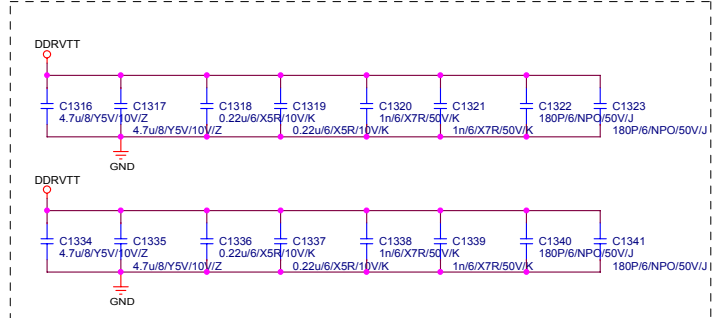 DDRVTT
C1316 C1317 C1318 C1319 C1320 C1321 C1322 C1323
4.7u/8/Y5V/10V/Z 0.22u/6/X5R/10V/K 1n/6/X7R/50V/K 180P/6/NPO/50V/J
4.7u/8/Y5V/10V/Z 0.22u/6/X5R/10V/K 1n/6/X7R/50V/K 180P/6/NPO/50V/J
GND
DDRVTT
C1334 C1335 C1336 C1337 C1338 C1339 C1340 C1341
4.7u/8/Y5V/10V/Z 0.22u/6/X5R/10V/K 1n/6/X7R/50V/K 180P/6/NPO/50V/J
4.7u/8/Y5V/10V/Z 0.22u/6/X5R/10V/K 1n/6/X7R/50V/K 180P/6/NPO/50V/J
GND